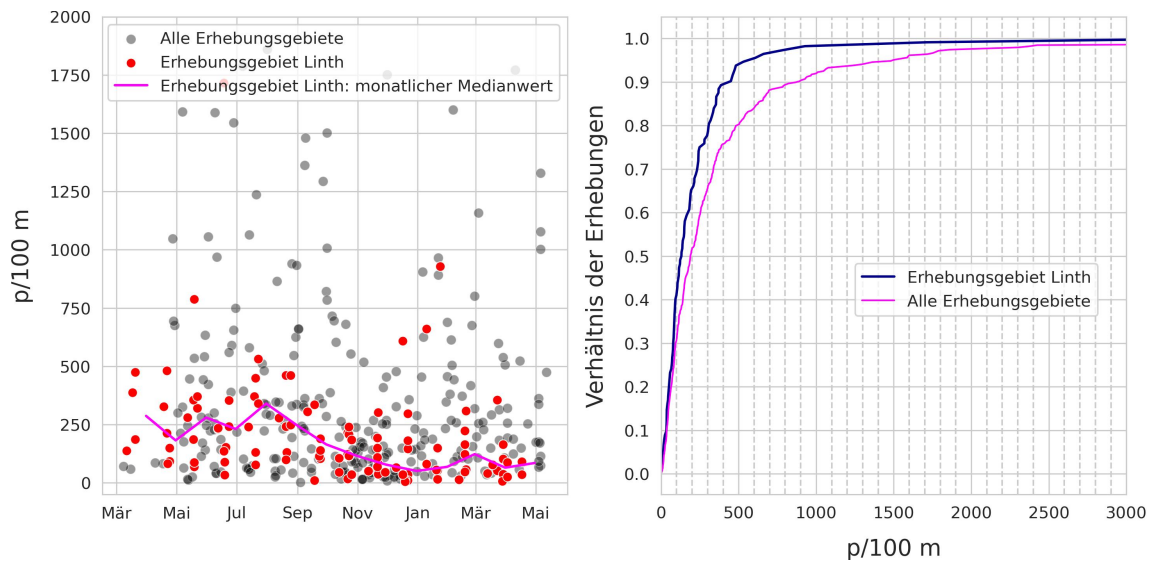 2000
1750
1500
1250
1000
750
500
250
0
p/100 m
Alle Erhebungsgebiete
Erhebungsgebiet Linth
Erhebungsgebiet Linth: monatlicher Medianwert
Mär Mai Jul Sep Nov Jan Mär Mai
1.0
0.9
0.8
0.7
0.6
0.5
0.4
0.3
0.2
0.1
0.0
Verhältnis der Erhebungen
Erhebungsgebiet Linth
Alle Erhebungsgebiete
0 500 1000 1500 2000 2500 3000
p/100 m